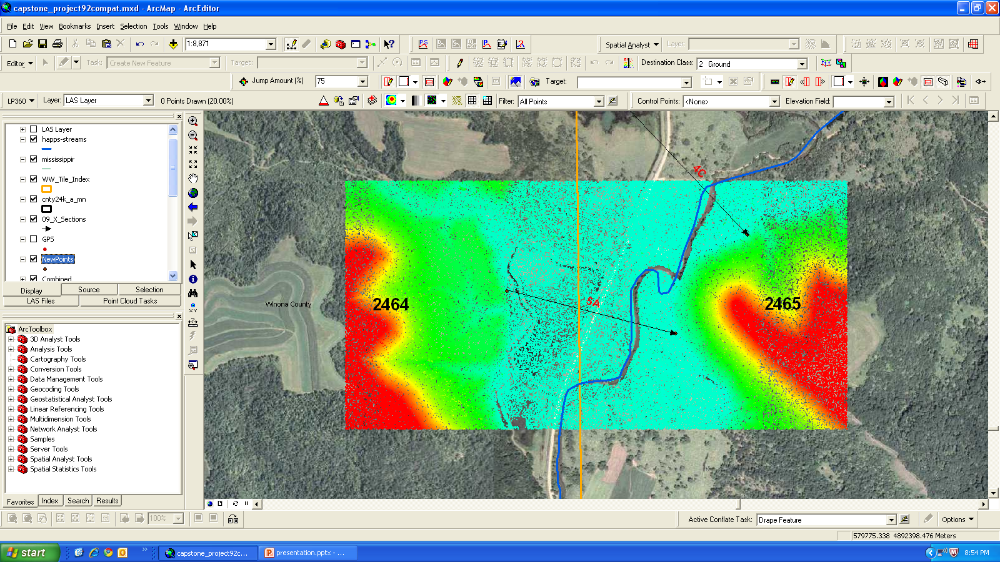 capstone_project92compat.mxd - ArcMap - ArcEditor
File Edit View Bookmarks Insert Selection Tools Window Help
1:8,871
Spatial Analyst Layer:
Editor Task: Create New Feature Target: Destination Class: 2 Ground
Jump Amount (%) 75 Target:
LP360 Layer: LAS Layer 0 Points Drawn (20.00%) Filter: All Points Control Points: <None> Elevation Field:
LAS Layer
happs-streams
mississippir
WW_Tile_Index
cnty24k_a_mn
09_X_Sections
GPS
NewPoints
Combined
Display Source Selection
LAS Files Point Cloud Tasks
ArcToolbox
3D Analyst Tools
Analysis Tools
Cartography Tools
Conversion Tools
Data Management Tools
Geocoding Tools
Geostatistical Analyst Tools
Linear Referencing Tools
Multidimension Tools
Network Analyst Tools
Samples
Server Tools
Spatial Analyst Tools
Spatial Statistics Tools
Favorites Index Search Results
4C
5A
Winona County
2464
2465
100%
Active Conflate Task: Drape Feature Options
579775.338 4892398.476 Meters
start capstone_project92c... presentation.pptx - ... 8:54 PM